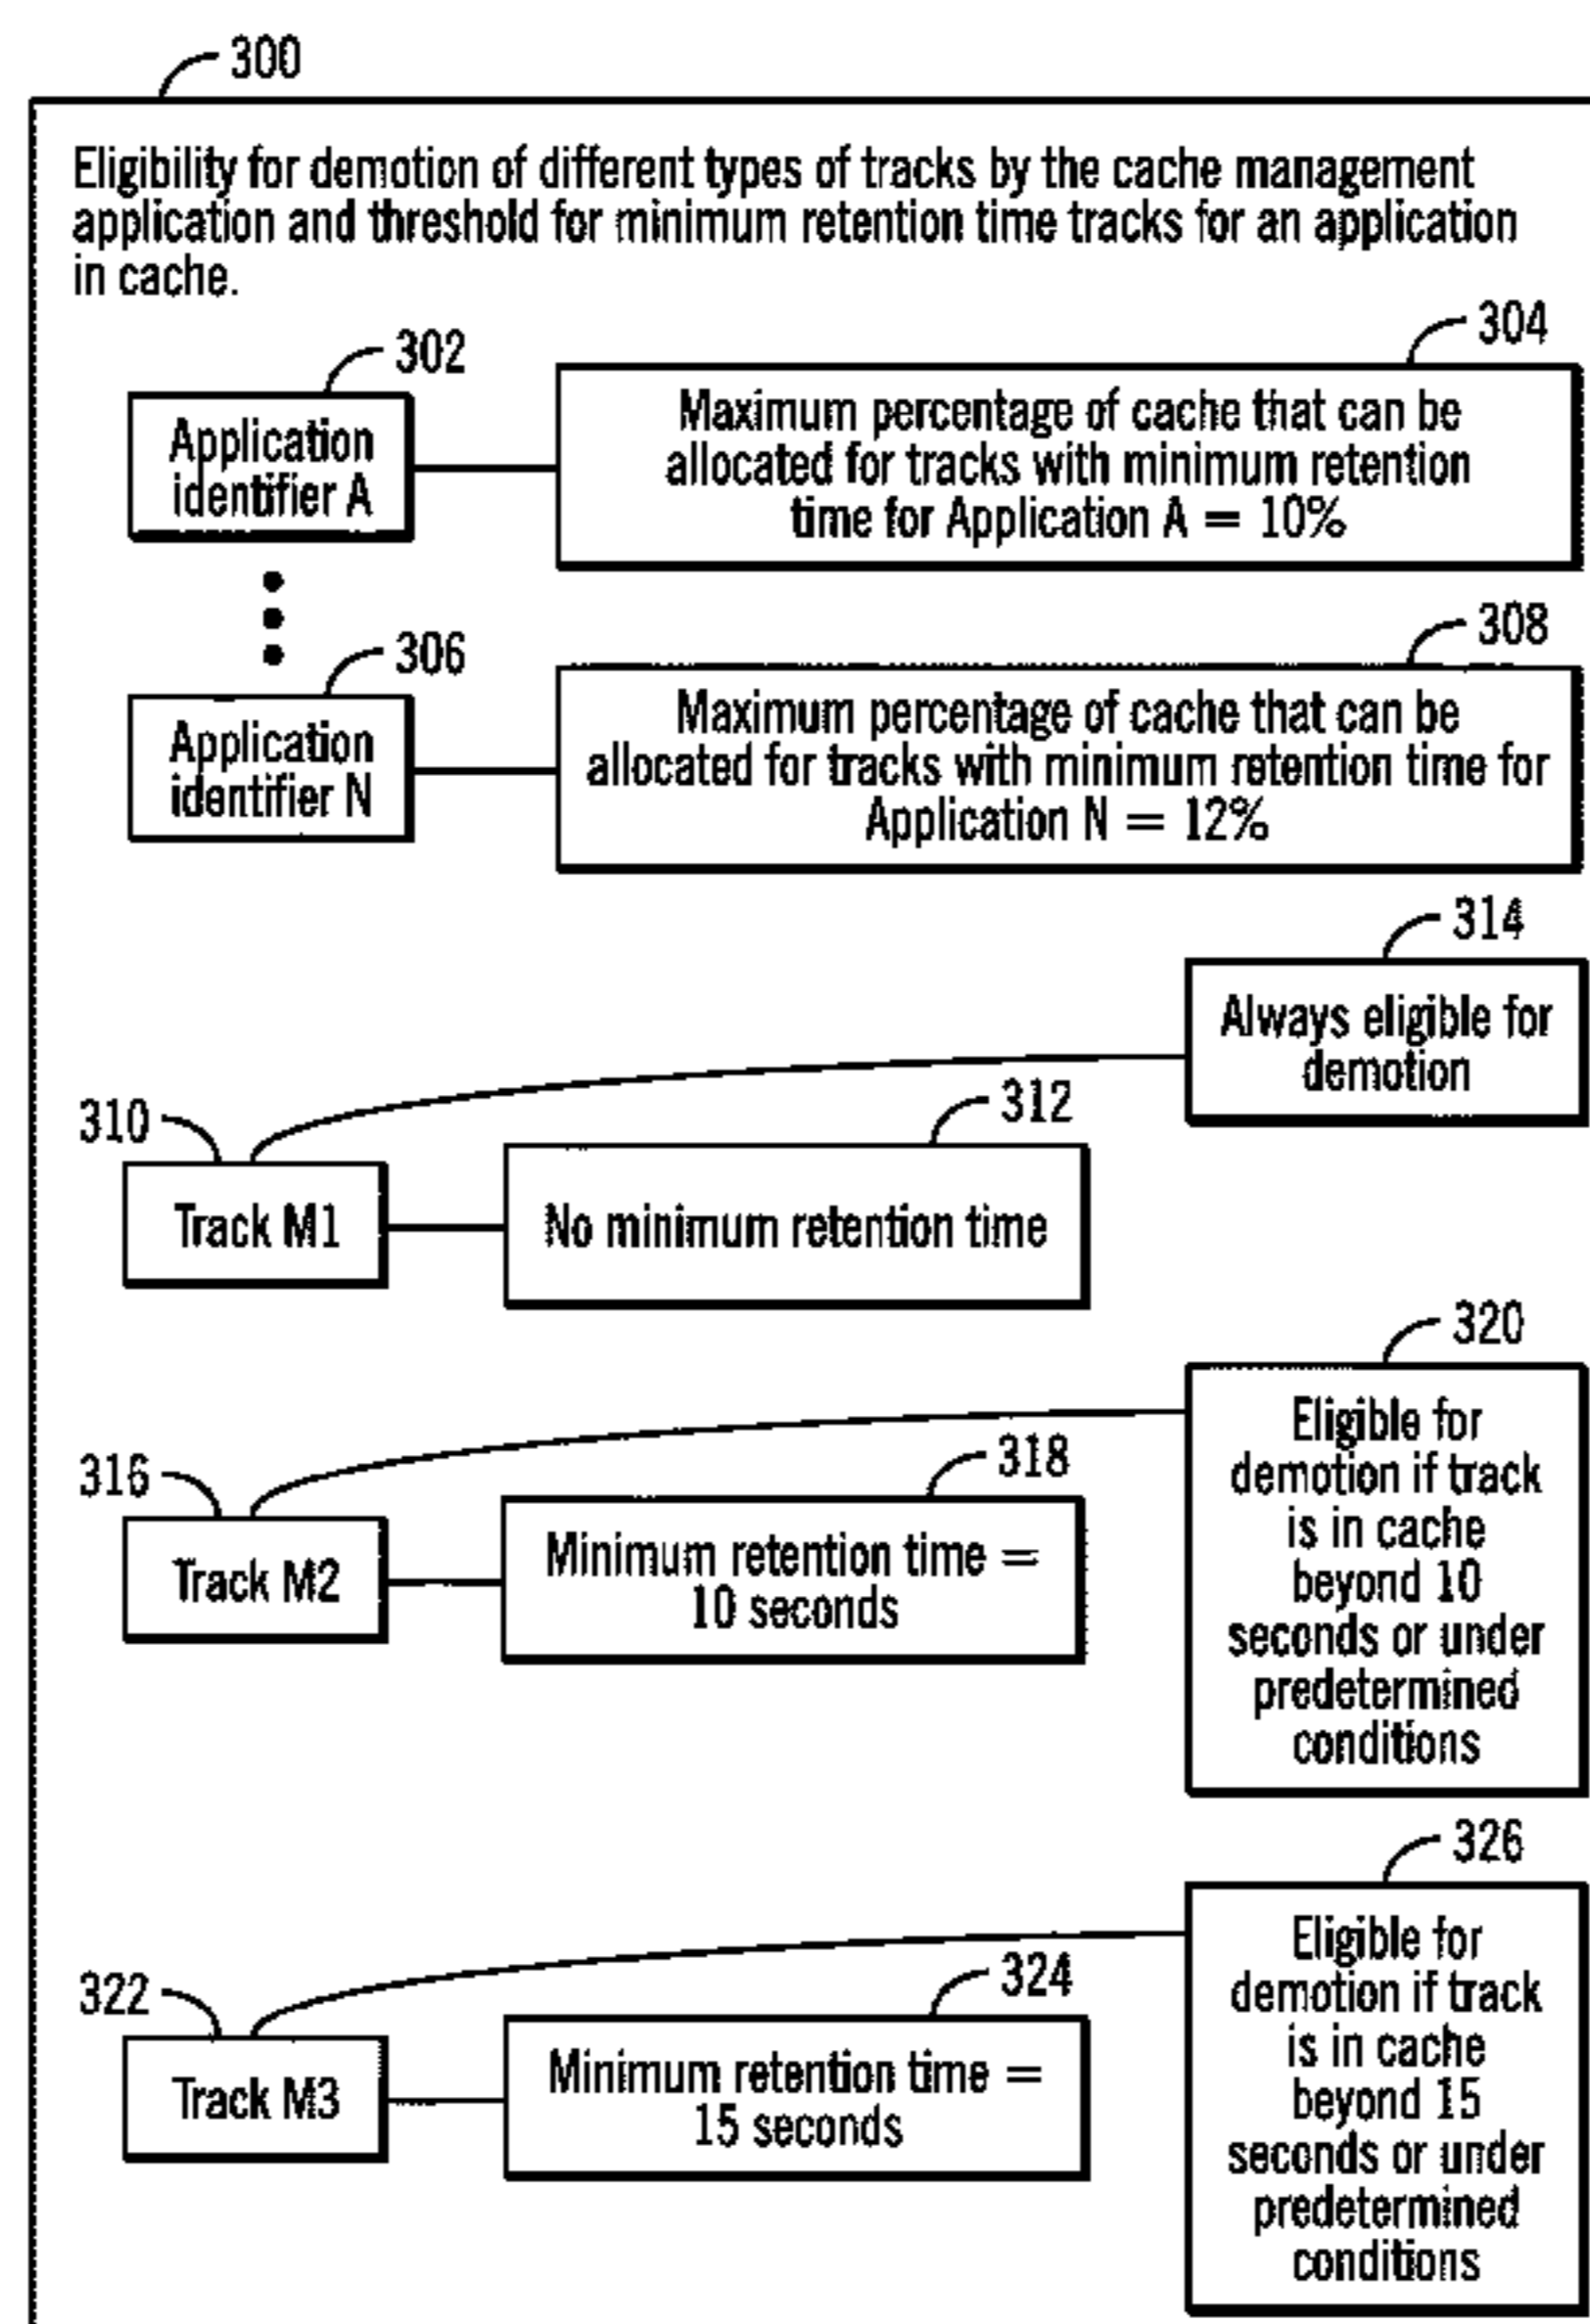 300
Eligibility for demotion of different types of tracks by the cache management
application and threshold for minimum retention time tracks for an application
in cache.
302
304
Application
identifier A
Maximum percentage of cache that can be
allocated for tracks with minimum retention
time for Application A = 10%
306
308
Application
identifier N
Maximum percentage of cache that can be
allocated for tracks with minimum retention time for
Application N = 12%
314
Always eligible for
demotion
310
312
Track M1
No minimum retention time
320
Eligible for
demotion if track
is in cache
beyond 10
seconds or under
predetermined
conditions
316
318
Track M2
Minimum retention time =
10 seconds
326
Eligible for
demotion if track
is in cache
beyond 15
seconds or under
predetermined
conditions
322
324
Track M3
Minimum retention time =
15 seconds